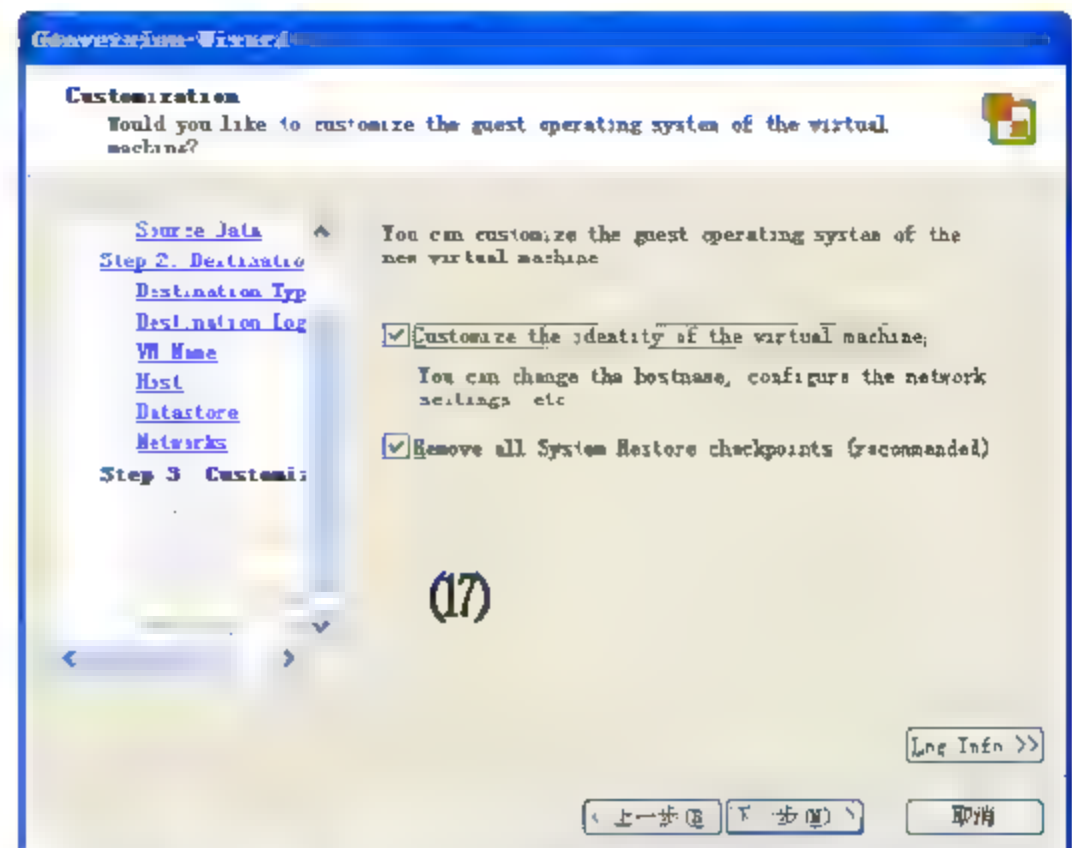 Conversion Wizard
Customization
Would you like to customize the guest operating system of the virtual
machine?
Source Data
Step 2. Destinatio
Destination Typ
Destination Log
VM Name
Host
Datastore
Networks
Step 3 Customi
You can customize the guest operating system of the
new virtual machine
Customize the identity of the virtual machine,
You can change the hostname, configure the network
settings etc
Remove all System Restore checkpoints (recommended)
(17)
Log Info >>
< 上一步(B
下一步(N) >
取消